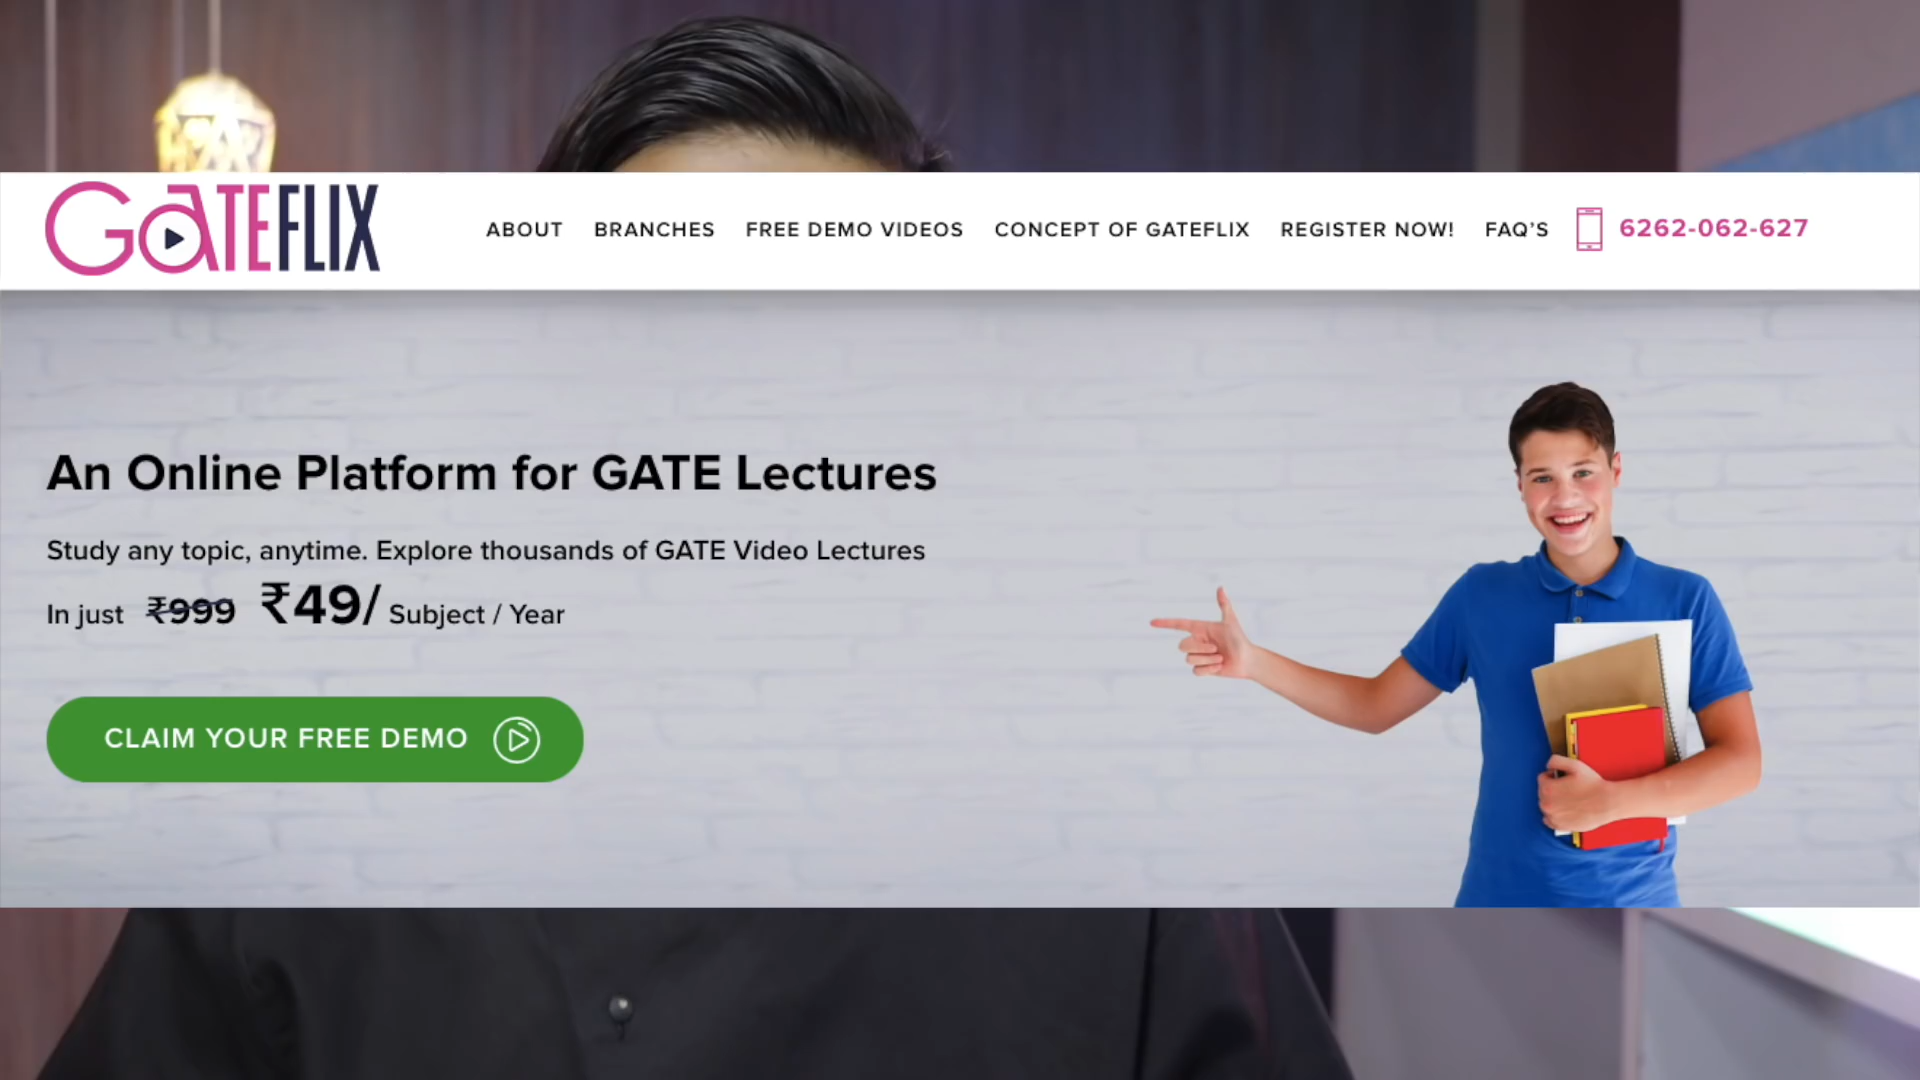 GATEFLIX
ABOUT BRANCHES FREE DEMO VIDEOS CONCEPT OF GATEFLIX REGISTER NOW! FAQ'S 6262-062-627
An Online Platform for GATE Lectures
Study any topic, anytime. Explore thousands of GATE Video Lectures
In just ₹999 ₹49/ Subject / Year
CLAIM YOUR FREE DEMO